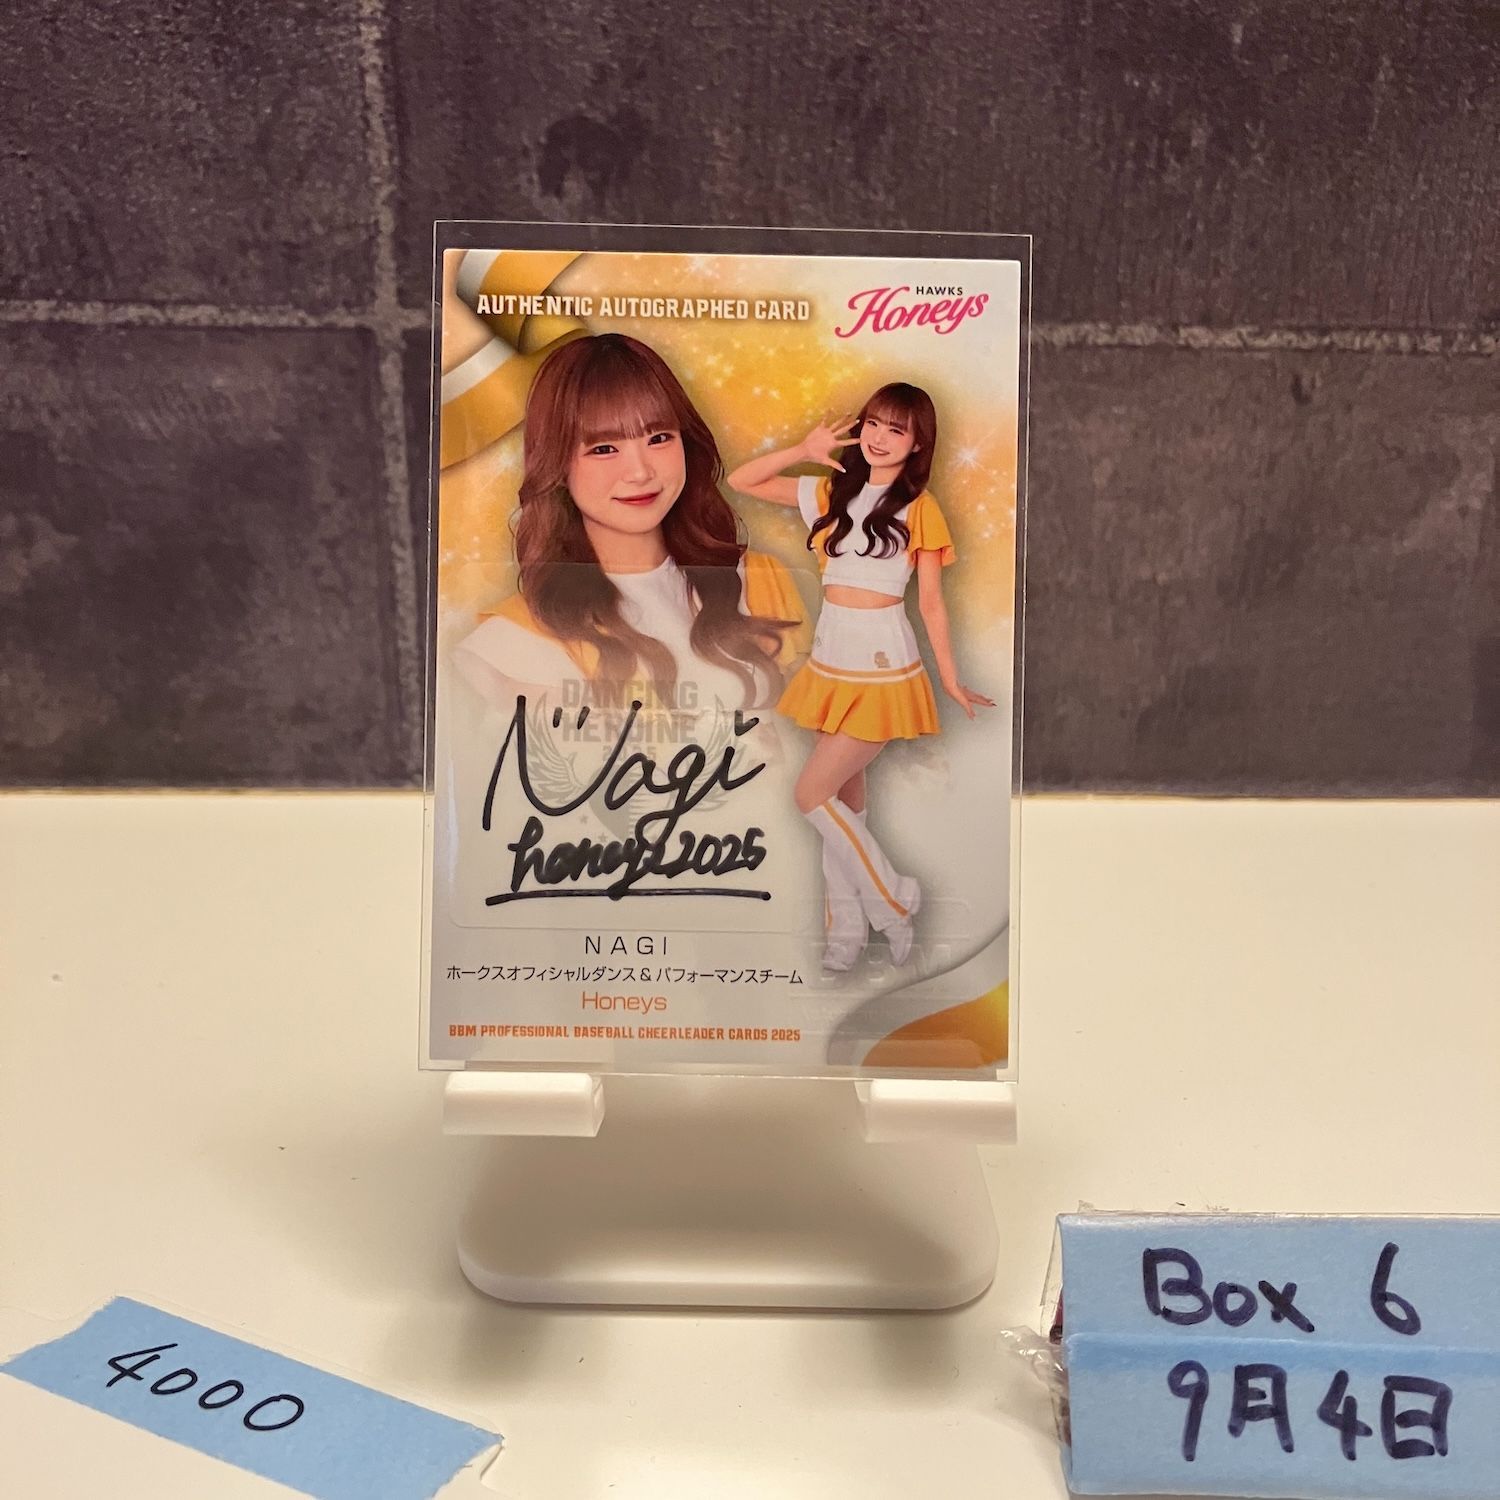 AUTHENTIC AUTOGRAPHED CARD
HAWKS
Honeys
DANCING
HEROINE
2025
Nagi
honeys2025
NAGI
ホークスオフィシャルダンス&パフォーマンスチーム
Honeys
BBM PROFESSIONAL BASEBALL CHEERLEADER CARDS 2025
4000
Box 6
9月4日